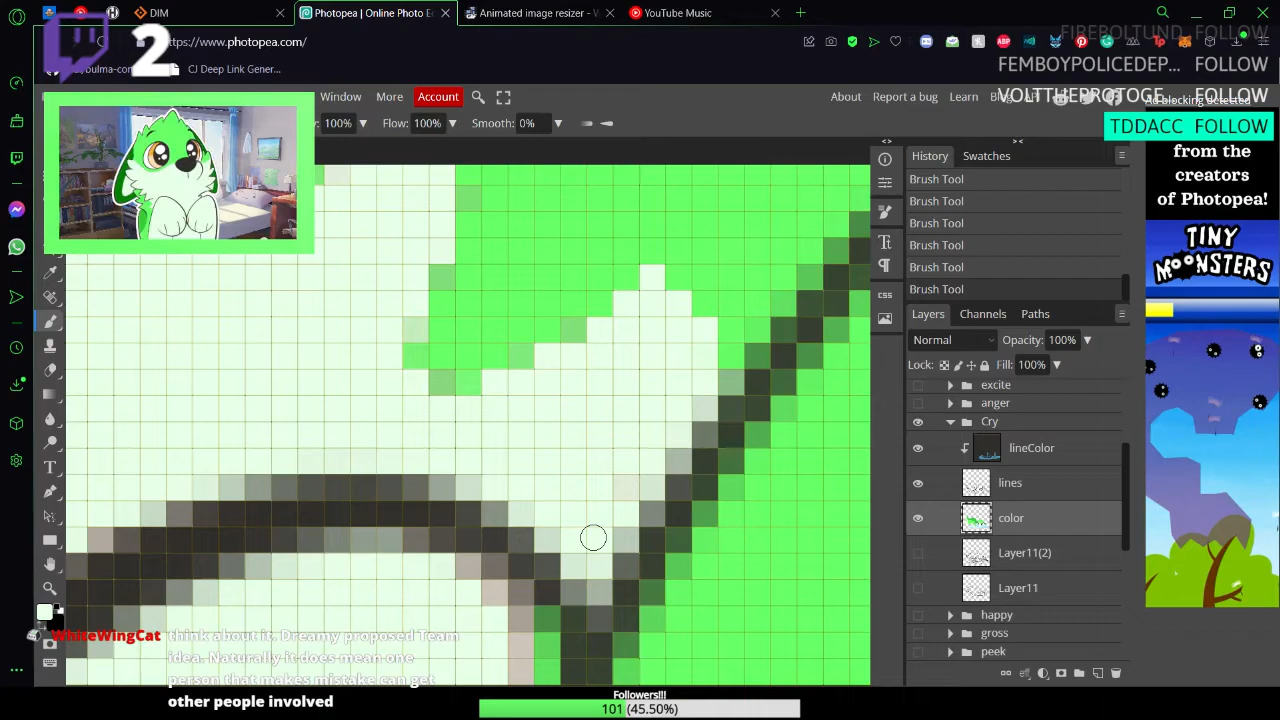 DIM
Photopea | Online Photo E
Animated image resizer - W
YouTube Music
2
https://www.photopea.com/
CJ Deep Link Gener...
FIREBOLTUND FOLLOW
FEMBOYPOLICEDEP... FOLLOW
VOLTTHERPROTOGE... FOLLOW
TDDACC FOLLOW
Window
More
Account
About
Report a bug
Learn
100%
Flow:
100%
Smooth:
0%
from the
creators
of Photopea!
TINY
MONSTERS
History
Swatches
Brush Tool
Brush Tool
Brush Tool
Brush Tool
Brush Tool
Brush Tool
Layers
Channels
Paths
Normal
Opacity:
100%
Lock:
Fill:
100%
excite
anger
Cry
lineColor
lines
color
Layer11(2)
Layer11
happy
gross
peek
css
WhiteWingCat
think about it. Dreamy proposed Team
idea. Naturally it does mean one
person that makes mistake can get
other people involved
Followers!!!
101 (45.50%)